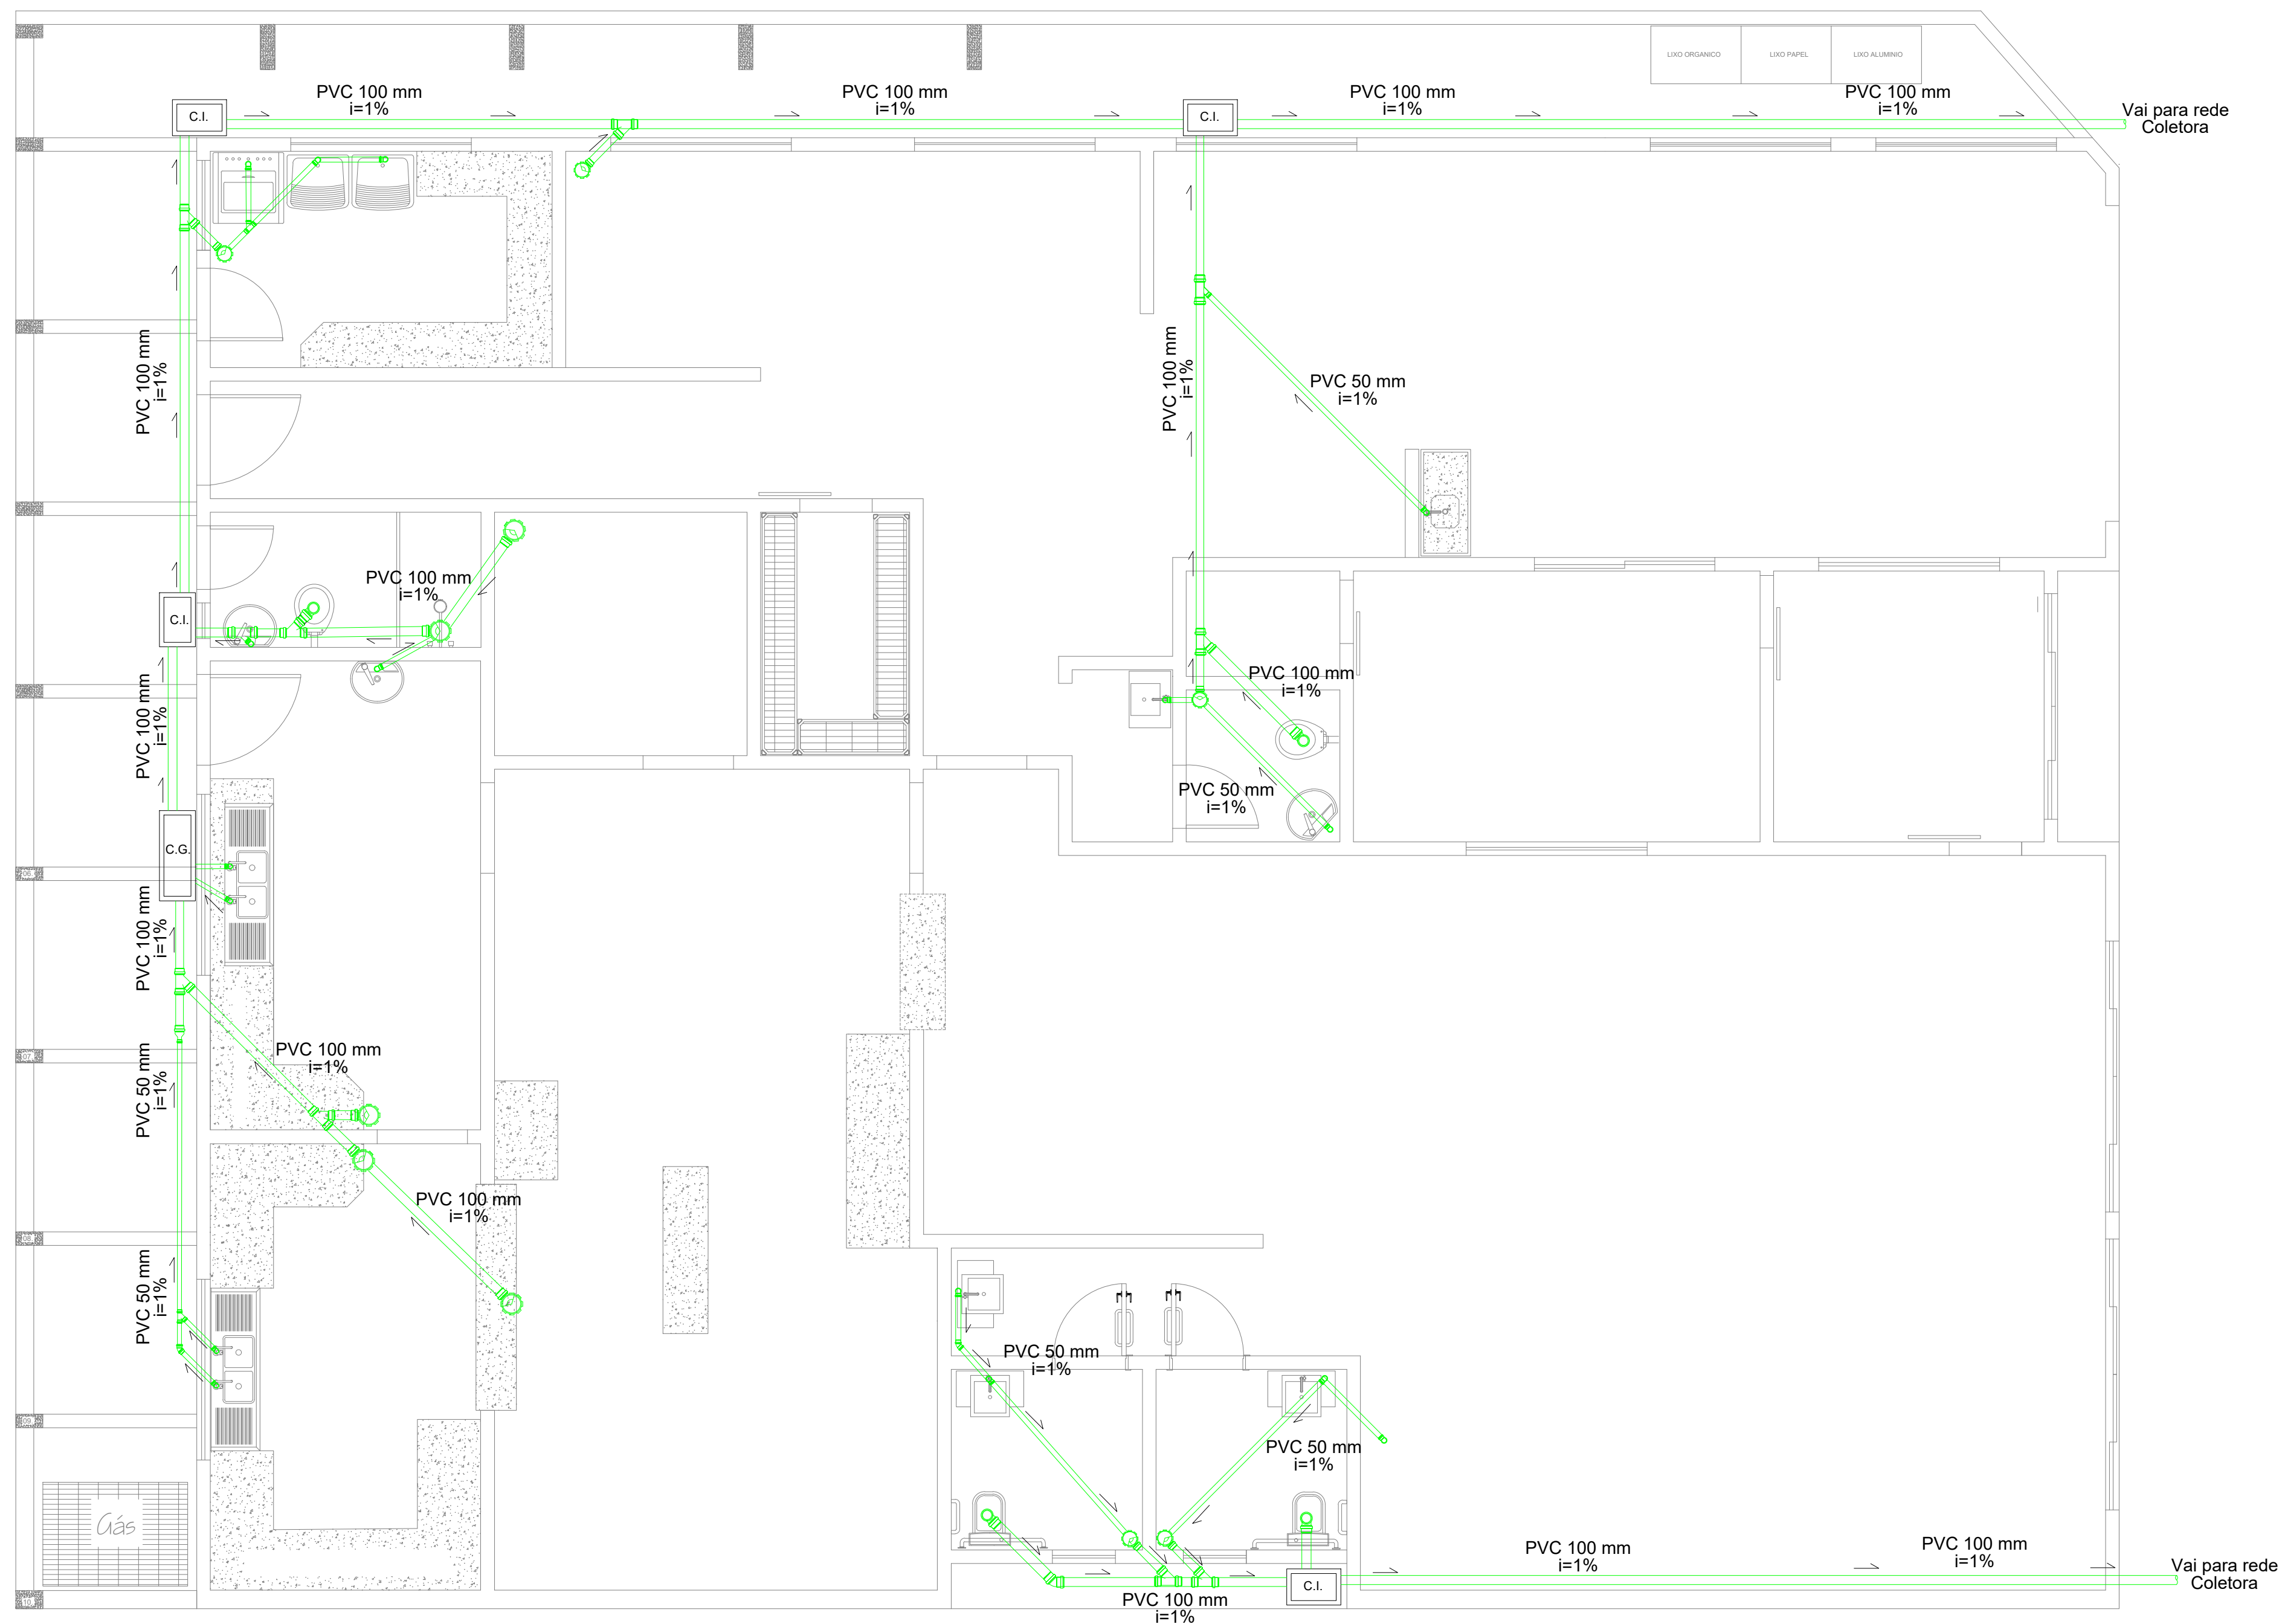 LIXO ORGANICO
LIXO PAPEL
LIXO ALUMINIO
PVC 100 mm
i=1%
PVC 100 mm
i=1%
PVC 100 mm
i=1%
PVC 100 mm
i=1%
Vai para rede
Coletora
C.I.
C.I.
PVC 100 mm
i=1%
PVC 100 mm
i=1%
PVC 50 mm
i=1%
PVC 100 mm
i=1%
C.I.
PVC 100 mm
i=1%
PVC 100 mm
i=1%
PVC 50 mm
i=1%
C.G.
06
PVC 100 mm
i=1%
PVC 100 mm
i=1%
07
PVC 50 mm
i=1%
PVC 100 mm
i=1%
08
PVC 50 mm
i=1%
PVC 50 mm
i=1%
09
PVC 50 mm
i=1%
Gás
PVC 100 mm
i=1%
PVC 100 mm
i=1%
Vai para rede
Coletora
C.I.
10
PVC 100 mm
i=1%